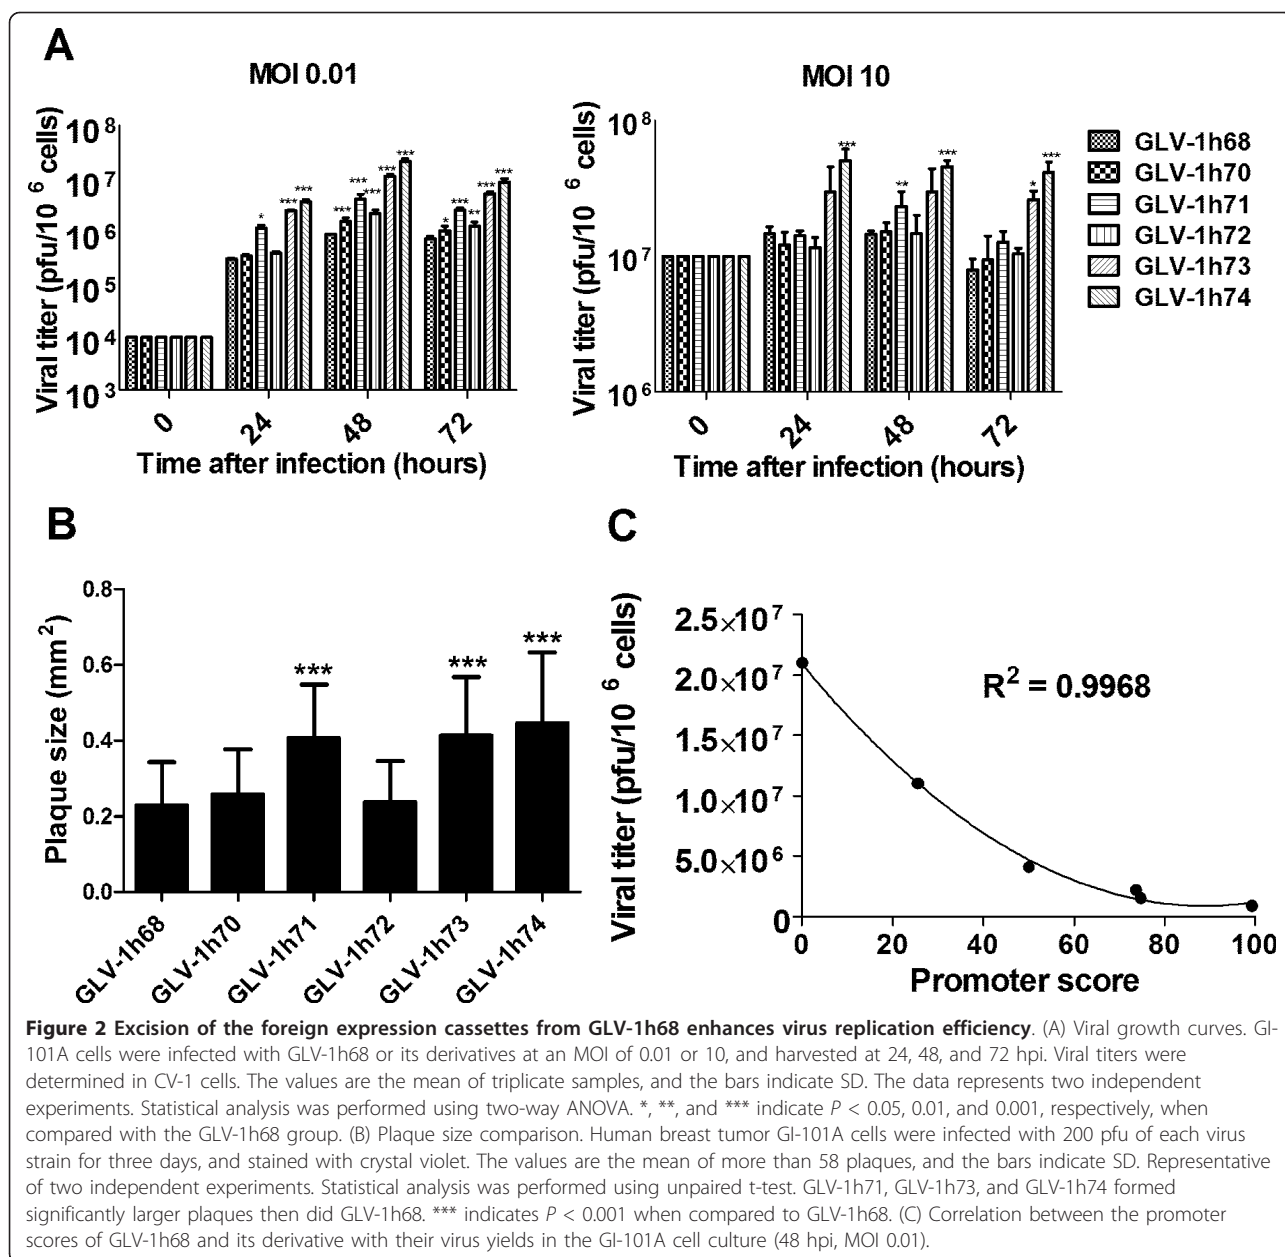 A
MOI 0.01
Viral titer (pfu/10 6 cells)
10 8
10 7
10 6
10 5
10 4
10 3
* *** ***
*** *** *** *** ***
* *** ** *** ***
0 24 48 72
Time after infection (hours)
MOI 10
Viral titer (pfu/10 6 cells)
10 8
10 7
10 6
***
** ***
* ***
0 24 48 72
Time after infection (hours)
GLV-1h68
GLV-1h70
GLV-1h71
GLV-1h72
GLV-1h73
GLV-1h74
B
Plaque size (mm2)
0.8
0.6
0.4
0.2
0.0
*** *** ***
GLV-1h68 GLV-1h70 GLV-1h71 GLV-1h72 GLV-1h73 GLV-1h74
C
Viral titer (pfu/10 6 cells)
2.5×10 7
2.0×10 7
1.5×10 7
1.0×10 7
5.0×10 6
0
R2 = 0.9968
0 20 40 60 80 100
Promoter score
Figure 2 Excision of the foreign expression cassettes from GLV-1h68 enhances virus replication efficiency. (A) Viral growth curves. GI-
101A cells were infected with GLV-1h68 or its derivatives at an MOI of 0.01 or 10, and harvested at 24, 48, and 72 hpi. Viral titers were
determined in CV-1 cells. The values are the mean of triplicate samples, and the bars indicate SD. The data represents two independent
experiments. Statistical analysis was performed using two-way ANOVA. *, **, and *** indicate P < 0.05, 0.01, and 0.001, respectively, when
compared with the GLV-1h68 group. (B) Plaque size comparison. Human breast tumor GI-101A cells were infected with 200 pfu of each virus
strain for three days, and stained with crystal violet. The values are the mean of more than 58 plaques, and the bars indicate SD. Representative
of two independent experiments. Statistical analysis was performed using unpaired t-test. GLV-1h71, GLV-1h73, and GLV-1h74 formed
significantly larger plaques then did GLV-1h68. *** indicates P < 0.001 when compared to GLV-1h68. (C) Correlation between the promoter
scores of GLV-1h68 and its derivative with their virus yields in the GI-101A cell culture (48 hpi, MOI 0.01).